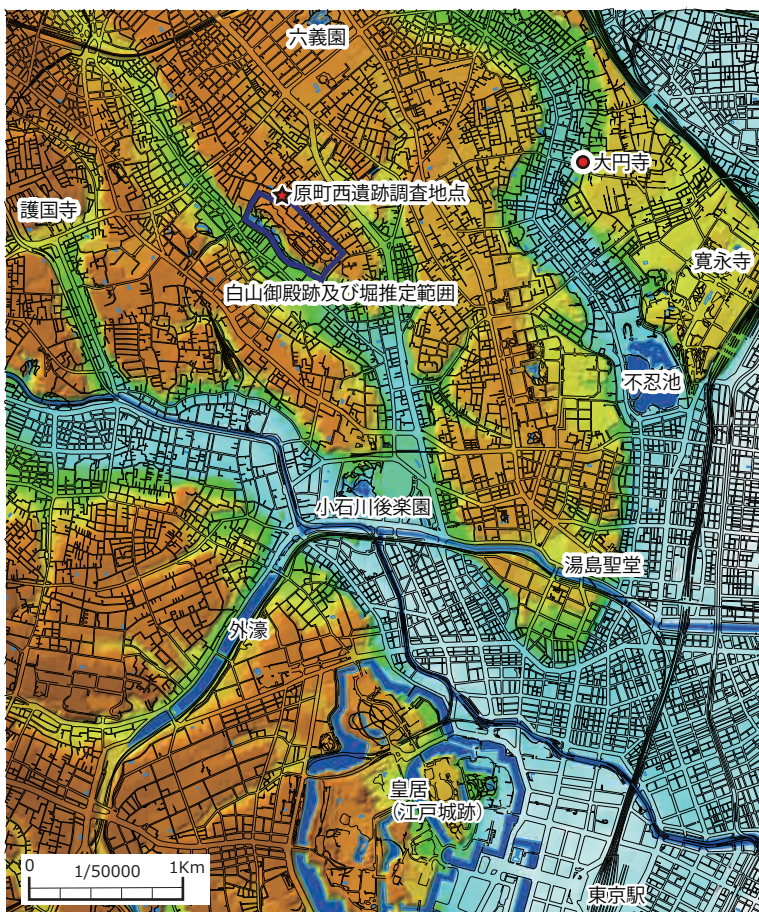 六義園
大円寺
原町西遺跡調査地点
護国寺
寛永寺
白山御殿跡及び堀推定範囲
不忍池
小石川後楽園
湯島聖堂
外濠
皇居
（江戸城跡）
0 1/50000 1Km
東京駅